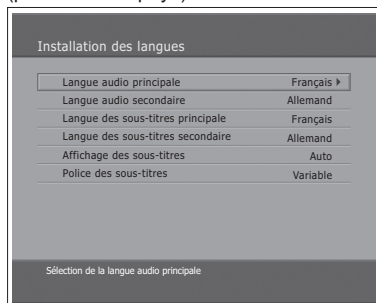 Installation des langues
Langue audio principale Français
Langue audio secondaire Allemand
Langue des sous-titres principale Français
Langue des sous-titres secondaire Allemand
Affichage des sous-titres Auto
Police des sous-titres Variable
Sélection de la langue audio principale